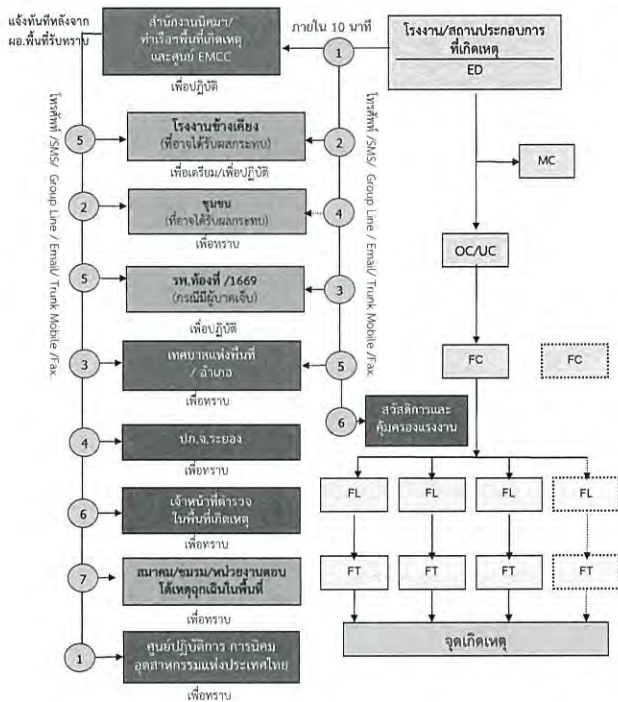 แจ้งทันทีหลังจาก
ผอ.พื้นที่รับทราบ
สำนักงานนิคมฯ/
ท่าเรือฯพื้นที่เกิดเหตุ
และศูนย์ EMCC
เพื่อปฏิบัติ
ภายใน 10 นาที
1
โรงงาน/สถานประกอบการ
ที่เกิดเหตุ
ED
MC
OC/UC
FC
FC
โทรศัพท์ /SMS/ Group Line / Email/ Trunk Mobile /Fax.
โทรศัพท์ /SMS/ Group Line / Email/ Trunk Mobile /Fax.
5
โรงงานข้างเคียง
(ที่อาจได้รับผลกระทบ)
2
เพื่อเตรียม/เพื่อปฏิบัติ
2
ชุมชน
(ที่อาจได้รับผลกระทบ)
4
เพื่อทราบ
5
รพ.ท้องที่ /1669
(กรณีมีผู้บาดเจ็บ)
3
เพื่อปฏิบัติ
3
เทศบาลแห่งพื้นที่
/ อำเภอ
5
เพื่อทราบ
6
สวัสดิการและ
คุ้มครองแรงงาน
4
ปภ.จ.ระยอง
เพื่อทราบ
6
เจ้าหน้าที่ตำรวจ
ในพื้นที่เกิดเหตุ
เพื่อทราบ
7
สมาคม/ชมรม/หน่วยงานตอบ
โต้เหตุฉุกเฉินในพื้นที่
เพื่อทราบ
1
ศูนย์ปฏิบัติการ การนิคม
อุตสาหกรรมแห่งประเทศไทย
เพื่อทราบ
FL FL FL FL
FT FT FT FT
จุดเกิดเหตุ